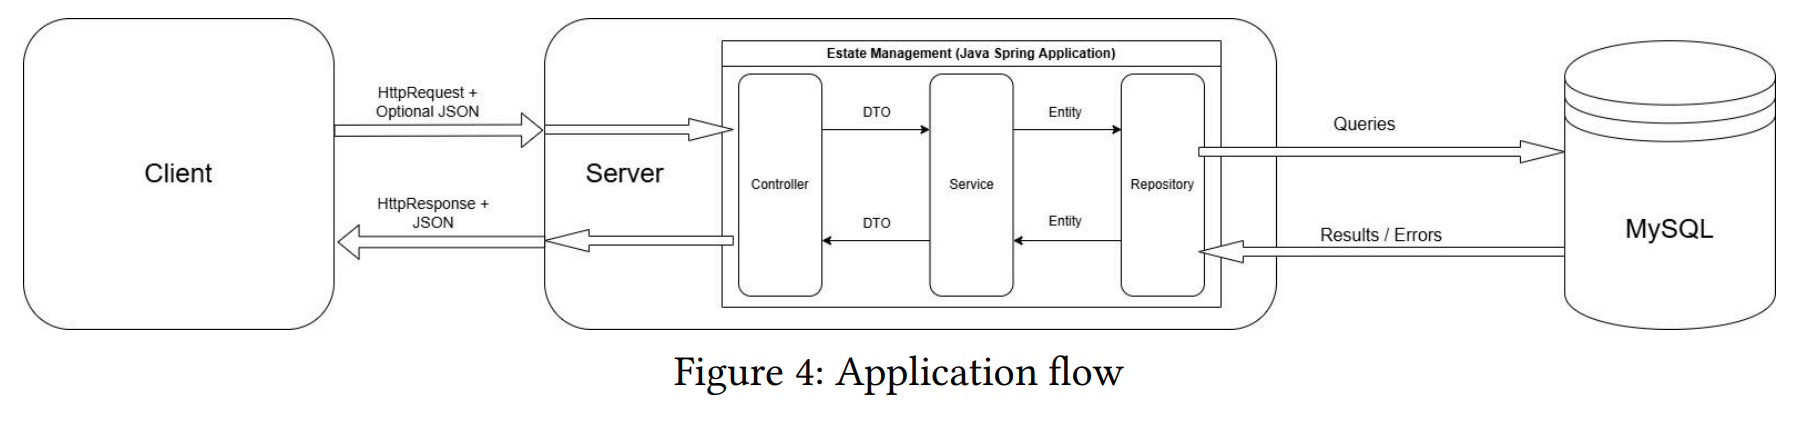 Estate Management (Java Spring Application)
HttpRequest +
Optional JSON
DTO
Entity
Queries
Client
Server
Controller
Service
Repository
HttpResponse +
JSON
DTO
Entity
Results / Errors
MySQL
Figure 4: Application flow